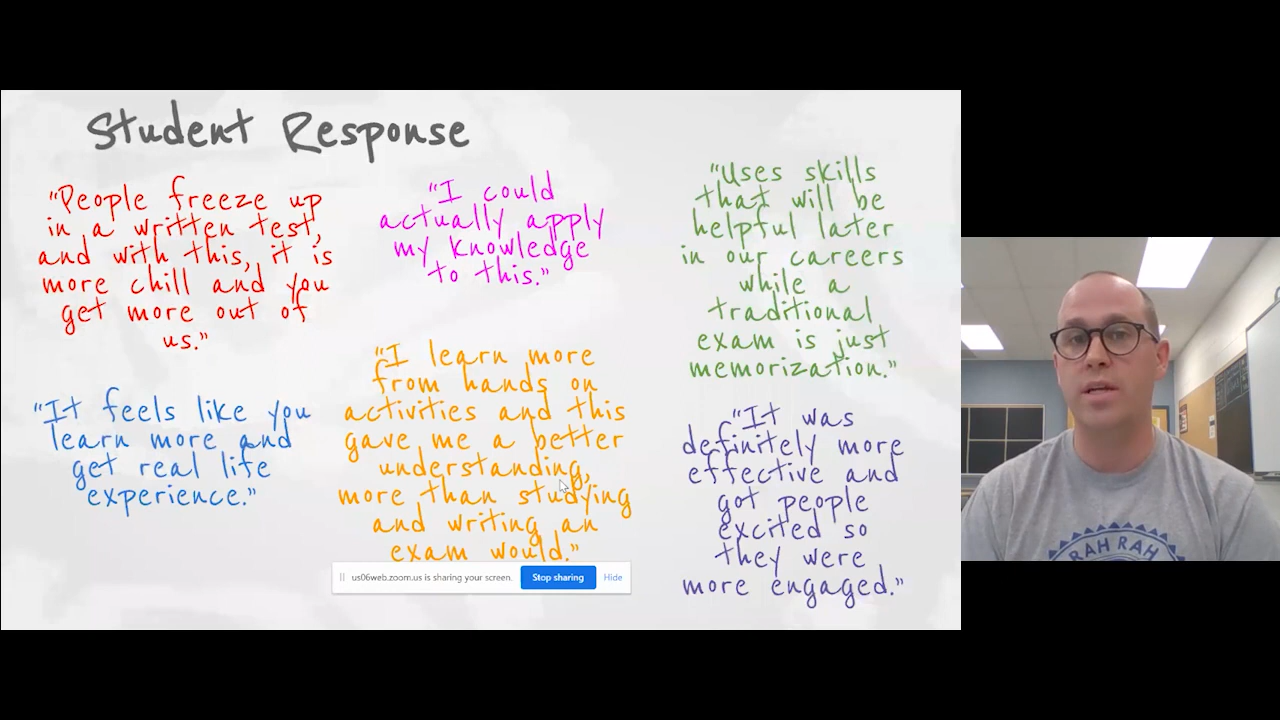 Student Response
"People freeze up
in a written test,
and with this, it is
more chill and you
get more out of
us."
"I could
actually apply
my knowledge
to this."
"Uses skills
that will be
helpful later
in our careers
while a
traditional
exam is just
memorization."
"It feels like you
learn more and
get real life
experience."
"I learn more
from hands on
activities and this
gave me a better
understanding,
more than studying
and writing an
exam would."
"It was
definitely more
effective and
got people
excited so
they were
more engaged."
us06web.zoom.us is sharing your screen. Stop sharing Hide
RAH RAH